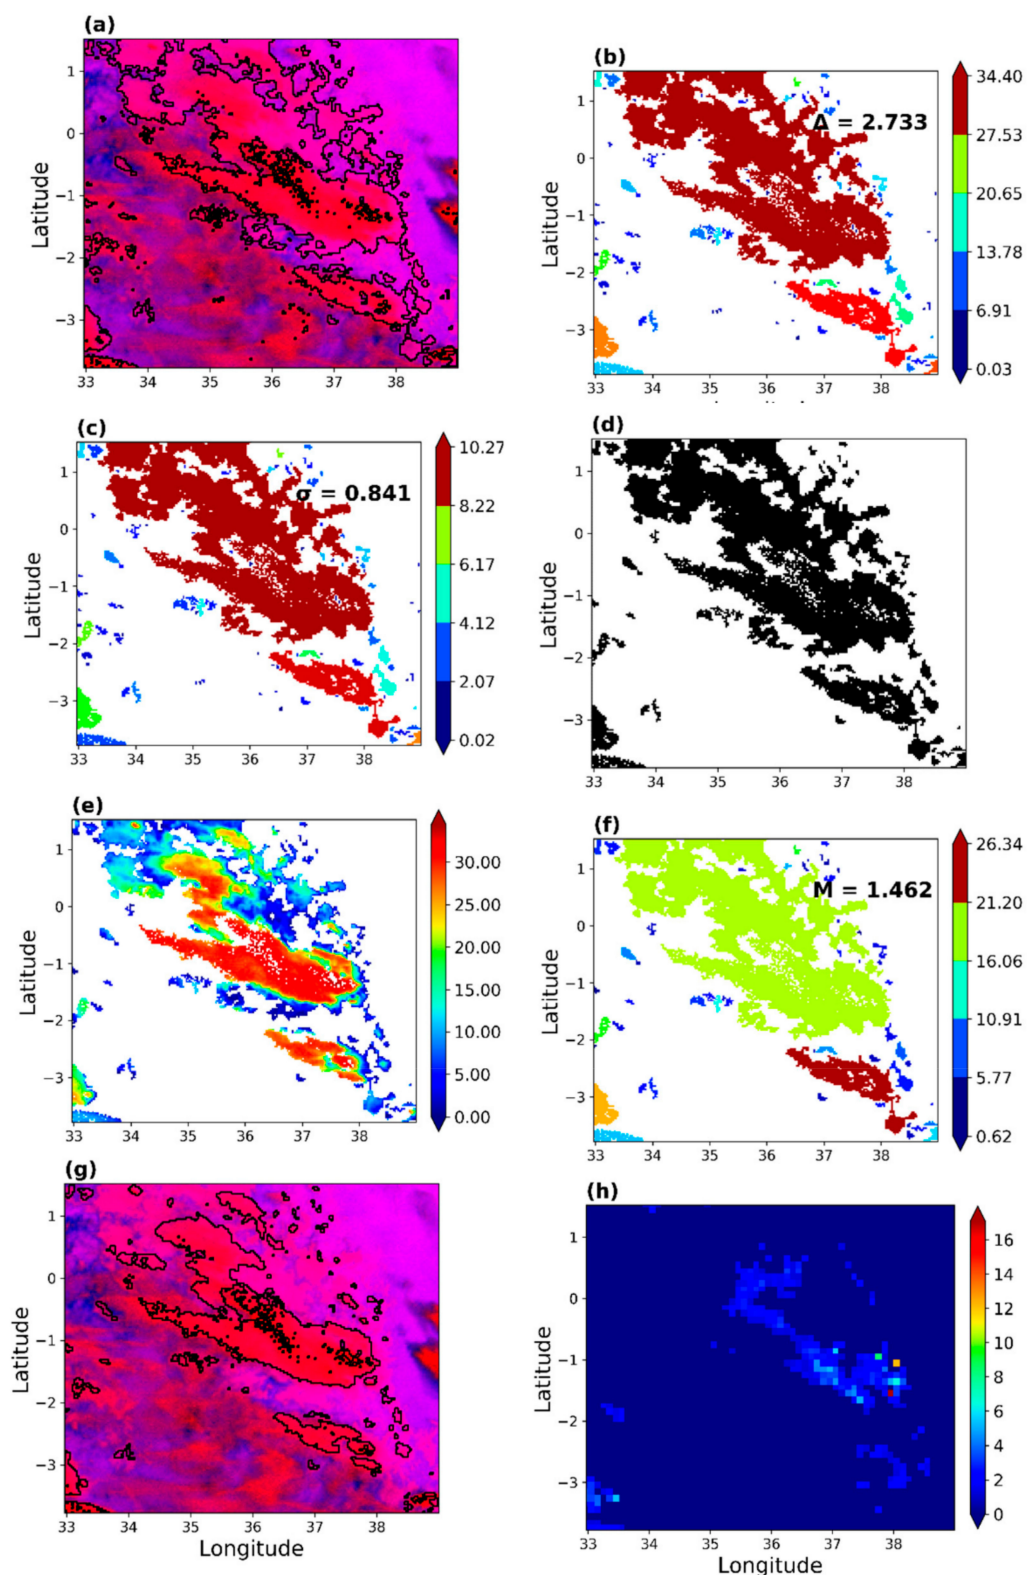 (a)
Latitude
1
0
−1
−2
−3
33 34 35 36 37 38
(b)
Latitude
1
0
−1
−2
−3
33 34 35 36 37 38
Δ = 2.733
34.40
27.53
20.65
13.78
6.91
0.03
(c)
Latitude
1
0
−1
−2
−3
33 34 35 36 37 38
σ = 0.841
10.27
8.22
6.17
4.12
2.07
0.02
(d)
Latitude
1
0
−1
−2
−3
33 34 35 36 37 38
(e)
Latitude
1
0
−1
−2
−3
33 34 35 36 37 38
30.00
25.00
20.00
15.00
10.00
5.00
0.00
(f)
Latitude
1
0
−1
−2
−3
33 34 35 36 37 38
M = 1.462
26.34
21.20
16.06
10.91
5.77
0.62
(g)
Latitude
1
0
−1
−2
−3
33 34 35 36 37 38
Longitude
(h)
Latitude
1
0
−1
−2
−3
33 34 35 36 37 38
Longitude
16
14
12
10
8
6
4
2
0